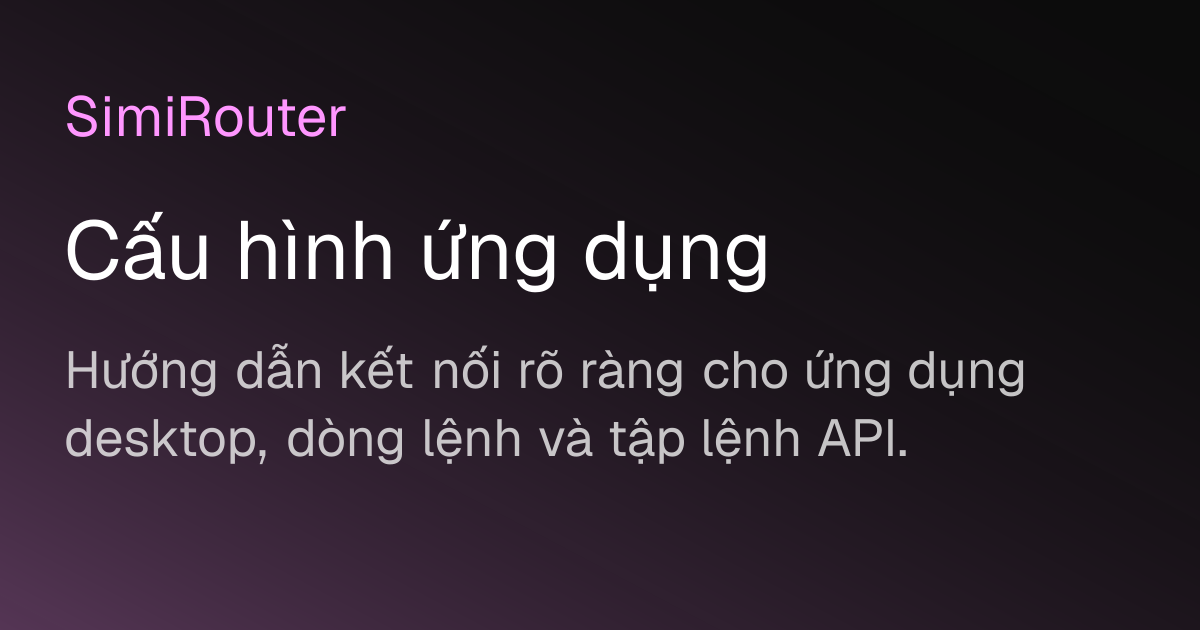 SimiRouter
Cấu hình ứng dụng
Hướng dẫn kết nối rõ ràng cho ứng dụng
desktop, dòng lệnh và tập lệnh API.